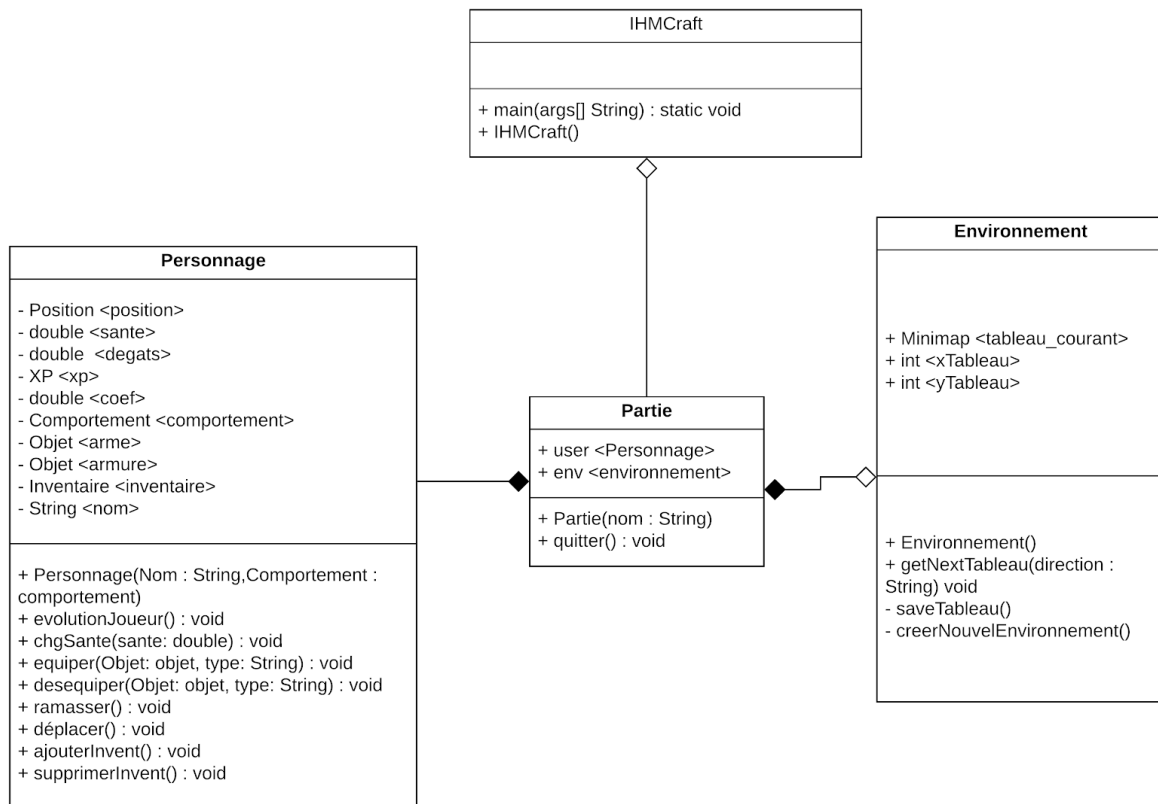 IHMCraft
+ main(args[] String) : static void
+ IHMCraft()
Personnage
- Position <position>
- double <sante>
- double  <degats>
- XP <xp>
- double <coef>
- Comportement <comportement>
- Objet <arme>
- Objet <armure>
- Inventaire <inventaire>
- String <nom>
+ Personnage(Nom : String,Comportement :
comportement)
+ evolutionJoueur() : void
+ chgSante(sante: double) : void
+ equiper(Objet: objet, type: String) : void
+ desequiper(Objet: objet, type: String) : void
+ ramasser() : void
+ déplacer() : void
+ ajouterInvent() : void
+ supprimerInvent() : void
Partie
+ user <Personnage>
+ env <environnement>
+ Partie(nom : String)
+ quitter() : void
Environnement
+ Minimap <tableau_courant>
+ int <xTableau>
+ int <yTableau>
+ Environnement()
+ getNextTableau(direction :
String) void
- saveTableau()
- creerNouvelEnvironnement()